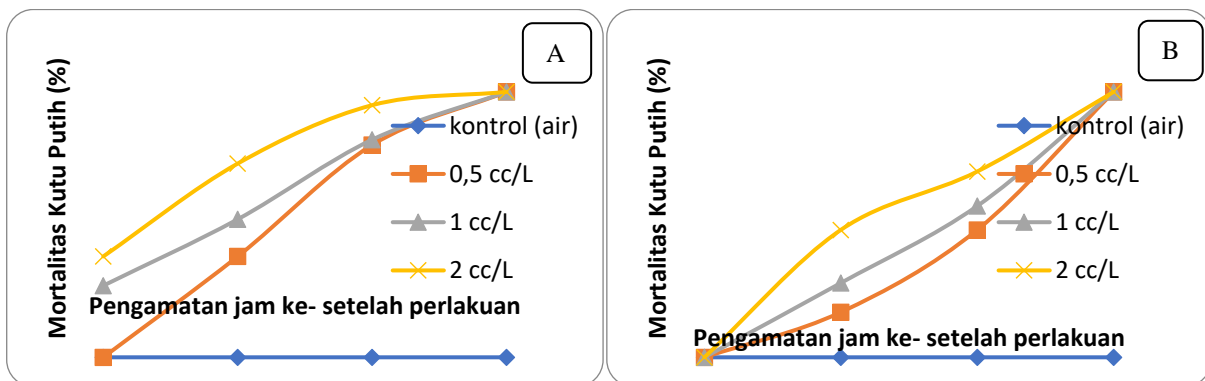 A
Mortalitas Kutu Putih (%)
kontrol (air)
0,5 cc/L
1 cc/L
2 cc/L
Pengamatan jam ke- setelah perlakuan
B
Mortalitas Kutu Putih (%)
kontrol (air)
0,5 cc/L
1 cc/L
2 cc/L
Pengamatan jam ke- setelah perlakuan